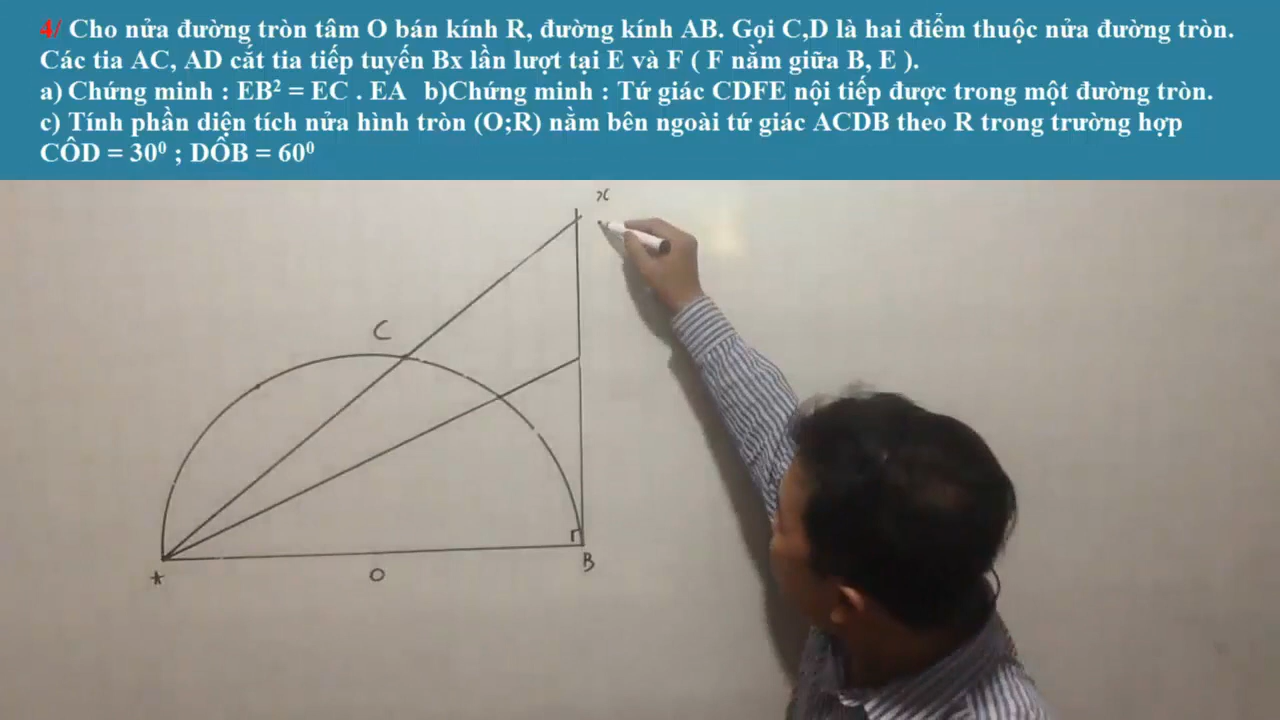 4/ Cho nửa đường tròn tâm O bán kính R, đường kính AB. Gọi C,D là hai điểm thuộc nửa đường tròn.
Các tia AC, AD cắt tia tiếp tuyến Bx lần lượt tại E và F ( F nằm giữa B, E ).
a) Chứng minh : EB² = EC . EA b)Chứng minh : Tứ giác CDFE nội tiếp được trong một đường tròn.
c) Tính phần diện tích nửa hình tròn (O;R) nằm bên ngoài tứ giác ACDB theo R trong trường hợp
CÔD = 30⁰ ; DÔB = 60⁰
x
C
A
O
B